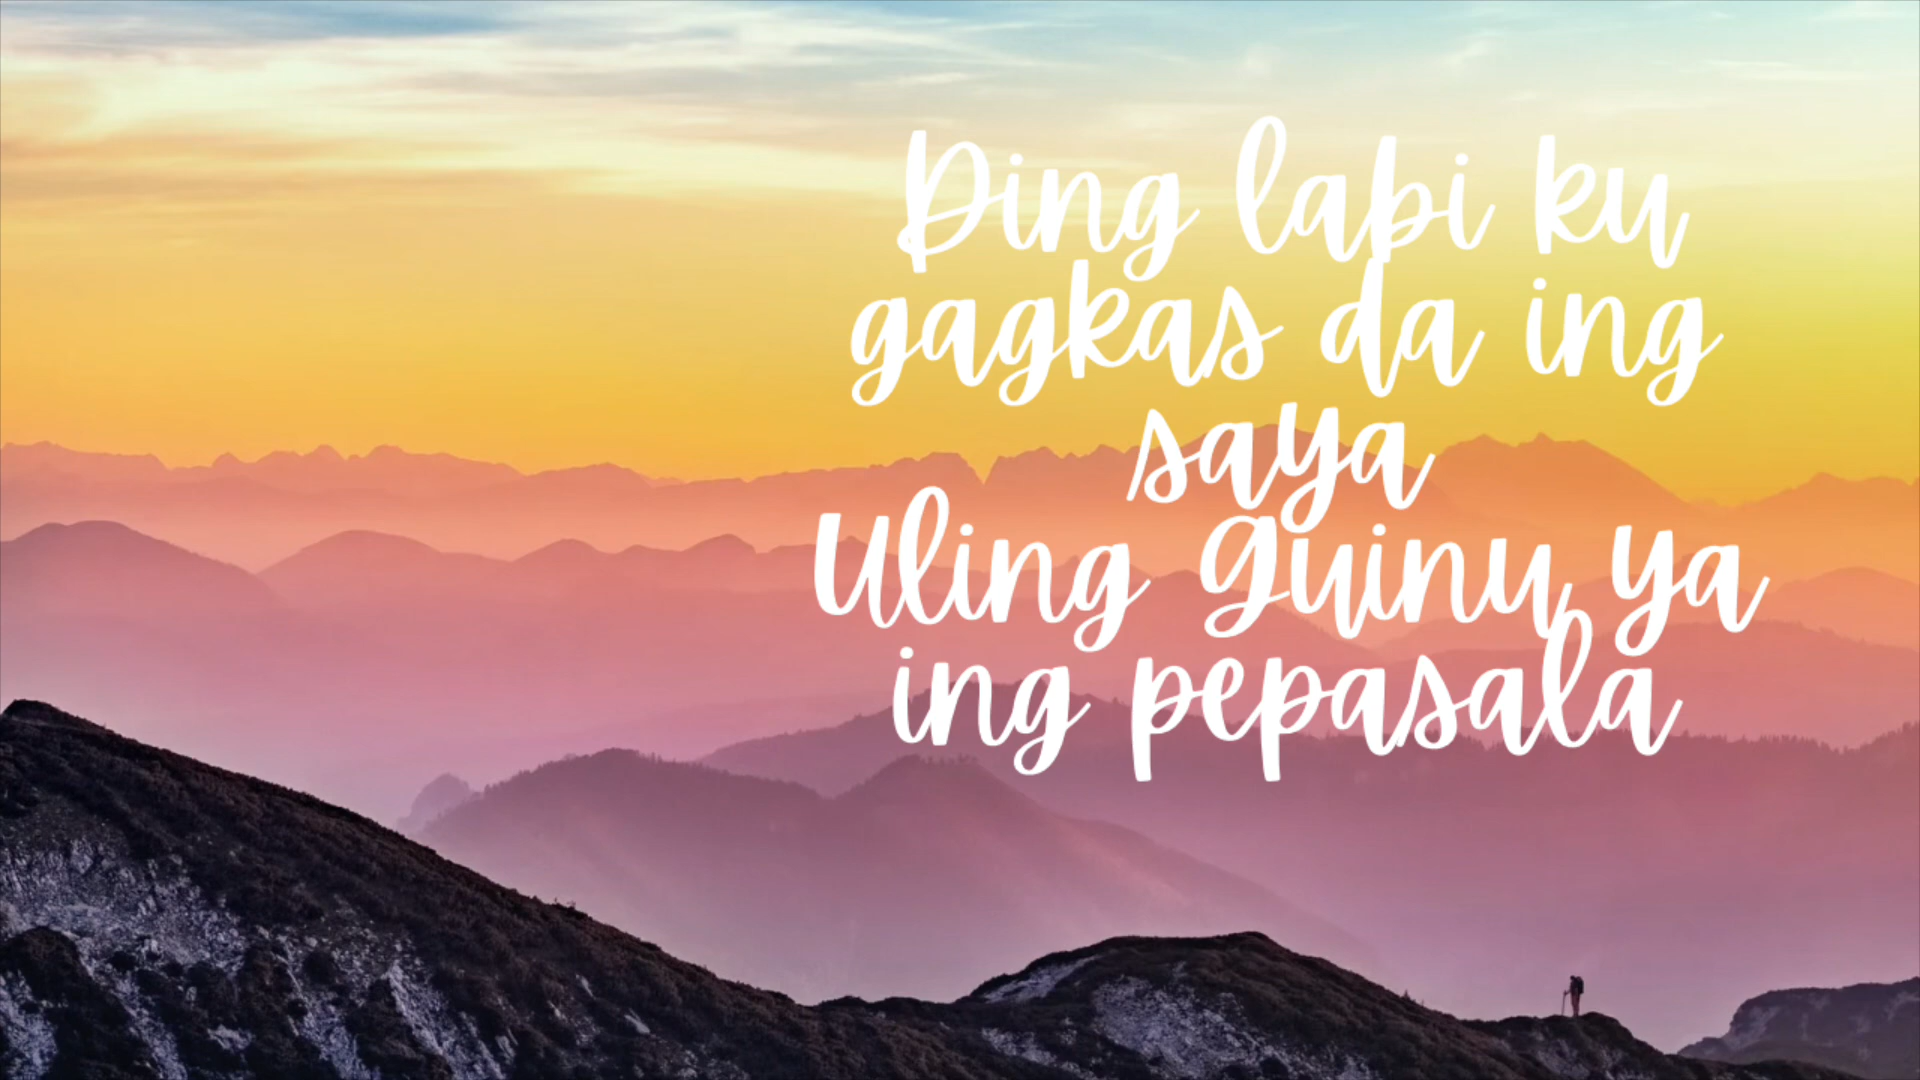 Ding labi ku
gagkas da ing
saya
Uling Guinu ya
ing pepasala